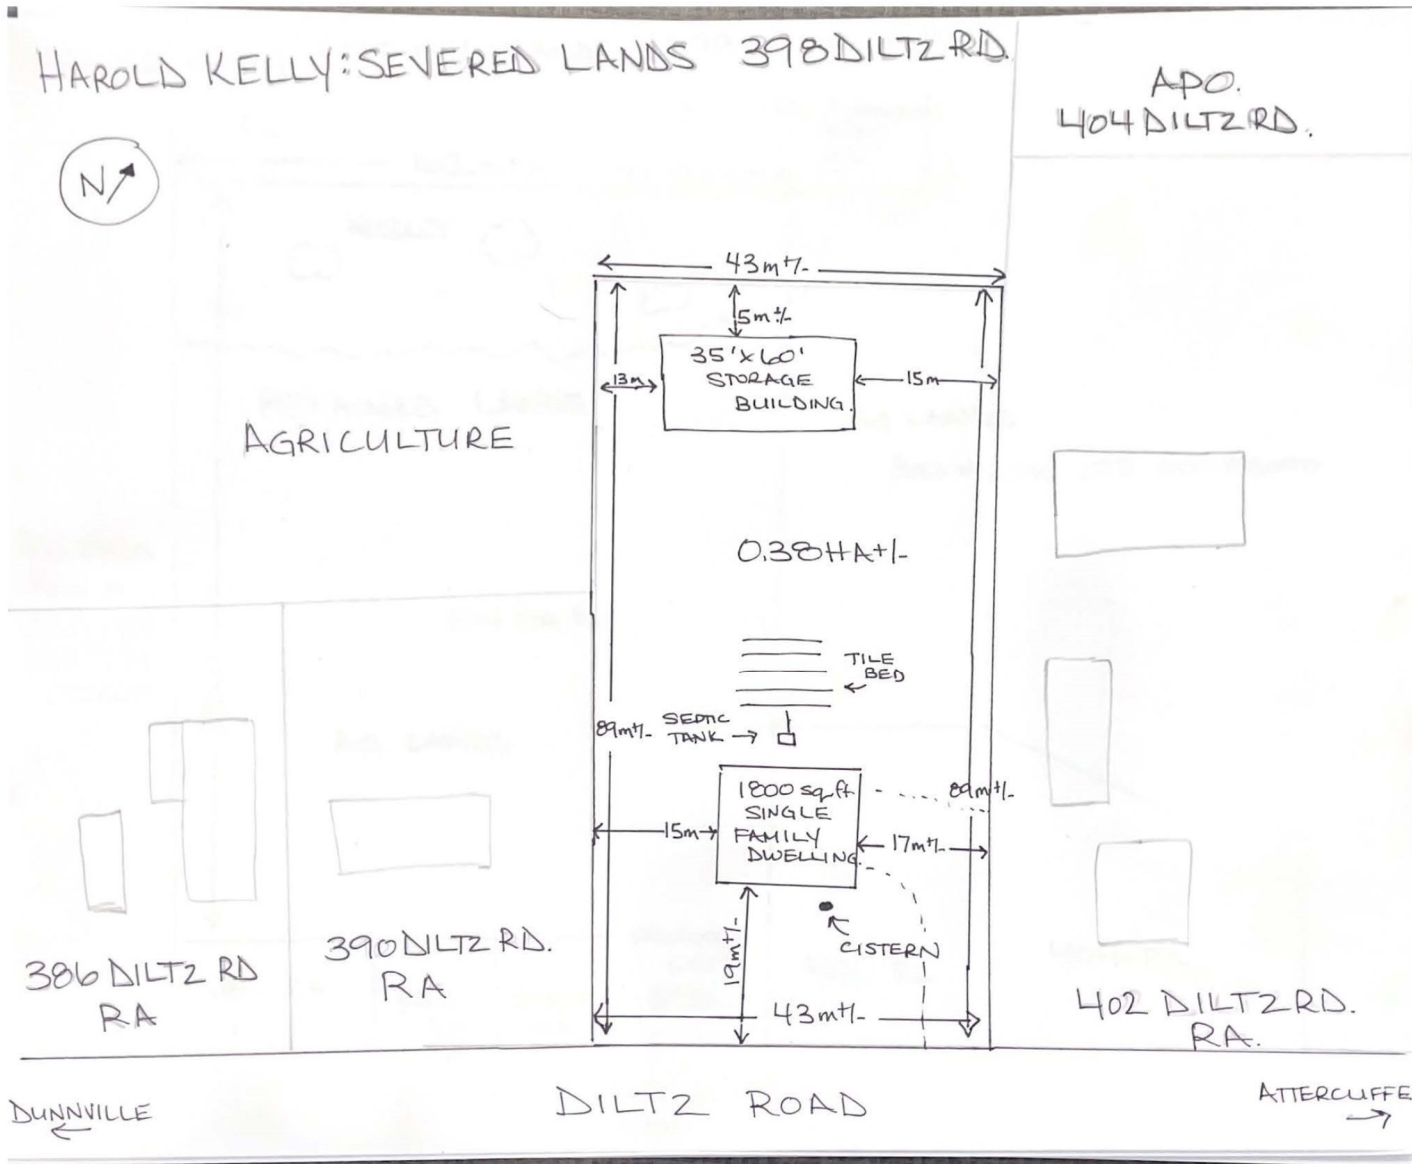 HAROLD KELLY: SEVERED LANDS 398 DILTZ RD.
APO.
404 DILTZ RD.
N
43m+/-
5m+/-
35'x60'
STORAGE
BUILDING.
13m
15m
AGRICULTURE
0.38HA+/-
TILE
BED
SEPTIC
TANK
89m+/-
89m+/-
1800 sq.ft.
SINGLE
FAMILY
DWELLING.
15m
17m+/-
CISTERN
19m+/-
43m+/-
386 DILTZ RD
RA
390 DILTZ RD.
RA
402 DILTZ RD.
RA.
DUNNVILLE
DILTZ ROAD
ATTERCLIFFE